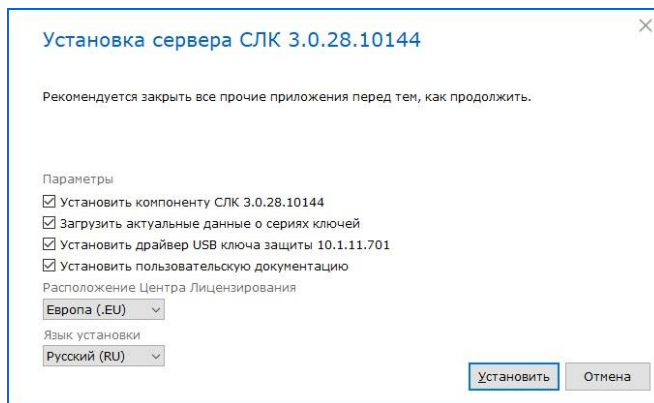 Установка сервера СЛК 3.0.28.10144
Рекомендуется закрыть все прочие приложения перед тем, как продолжить.
Параметры
Установить компоненту СЛК 3.0.28.10144
Загрузить актуальные данные о сериях ключей
Установить драйвер USB ключа защиты 10.1.11.701
Установить пользовательскую документацию
Расположение Центра Лицензирования
Европа (.EU)
Язык установки
Русский (RU)
Установить Отмена